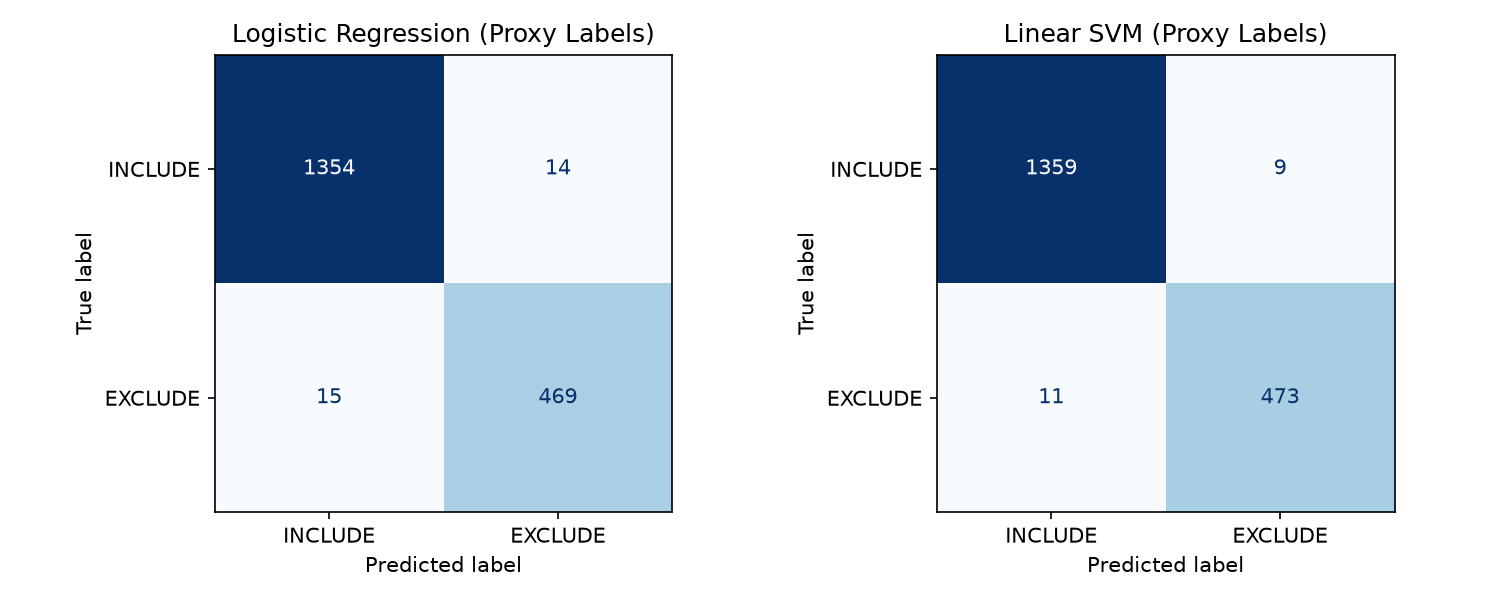 Logistic Regression (Proxy Labels)
True label
INCLUDE
1354
14
EXCLUDE
15
469
INCLUDE
EXCLUDE
Predicted label
Linear SVM (Proxy Labels)
True label
INCLUDE
1359
9
EXCLUDE
11
473
INCLUDE
EXCLUDE
Predicted label